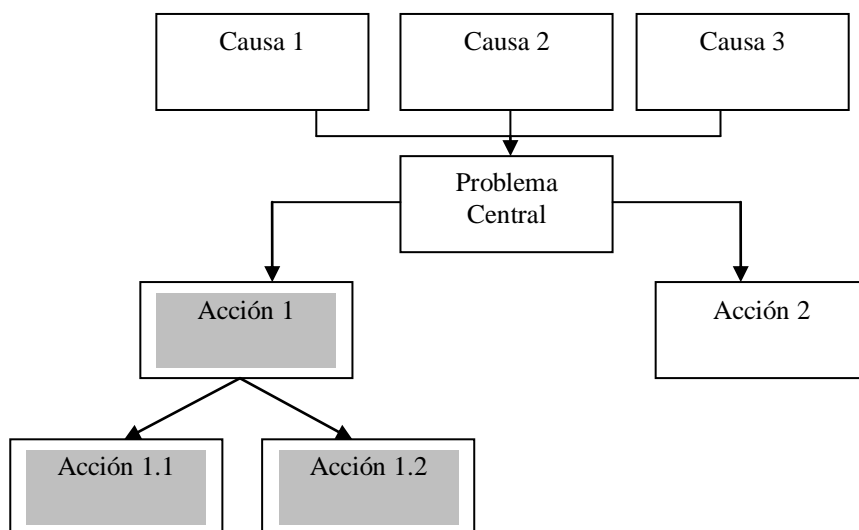 Causa 1
Causa 2
Causa 3
Problema
Central
Acción 1
Acción 2
Acción 1.1
Acción 1.2